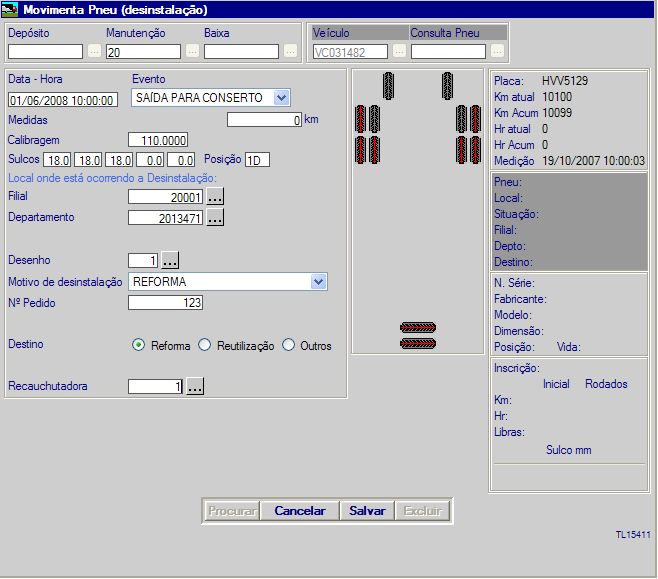 Movimenta Pneu (desinstalação)
Depósito Manutenção Baixa Veículo Consulta Pneu
... 20 ... ... VC031482 ... ...
Data - Hora Evento
01/06/2008 10:00:00 SAÍDA PARA CONSERTO
Medidas 0 km
Calibragem 110.0000
Sulcos 18.0 18.0 18.0 0.0 0.0 Posição 1D
Local onde está ocorrendo a Desinstalação:
Filial 20001 ...
Departamento 2013471 ...
Desenho 1 ...
Motivo de desinstalação REFORMA
Nº Pedido 123
Destino Reforma Reutilização Outros
Recauchutadora 1 ...
Placa: HVV5129
Km atual 10100
Km Acum 10099
Hr atual 0
Hr Acum 0
Medição 19/10/2007 10:00:03
Pneu:
Local:
Situação:
Filial:
Depto:
Destino:
N. Série:
Fabricante:
Modelo:
Dimensão:
Posição: Vida:
Inscrição:
Inicial Rodados
Km:
Hr:
Libras:
Sulco mm
Procurar Cancelar Salvar Excluir
TL15411